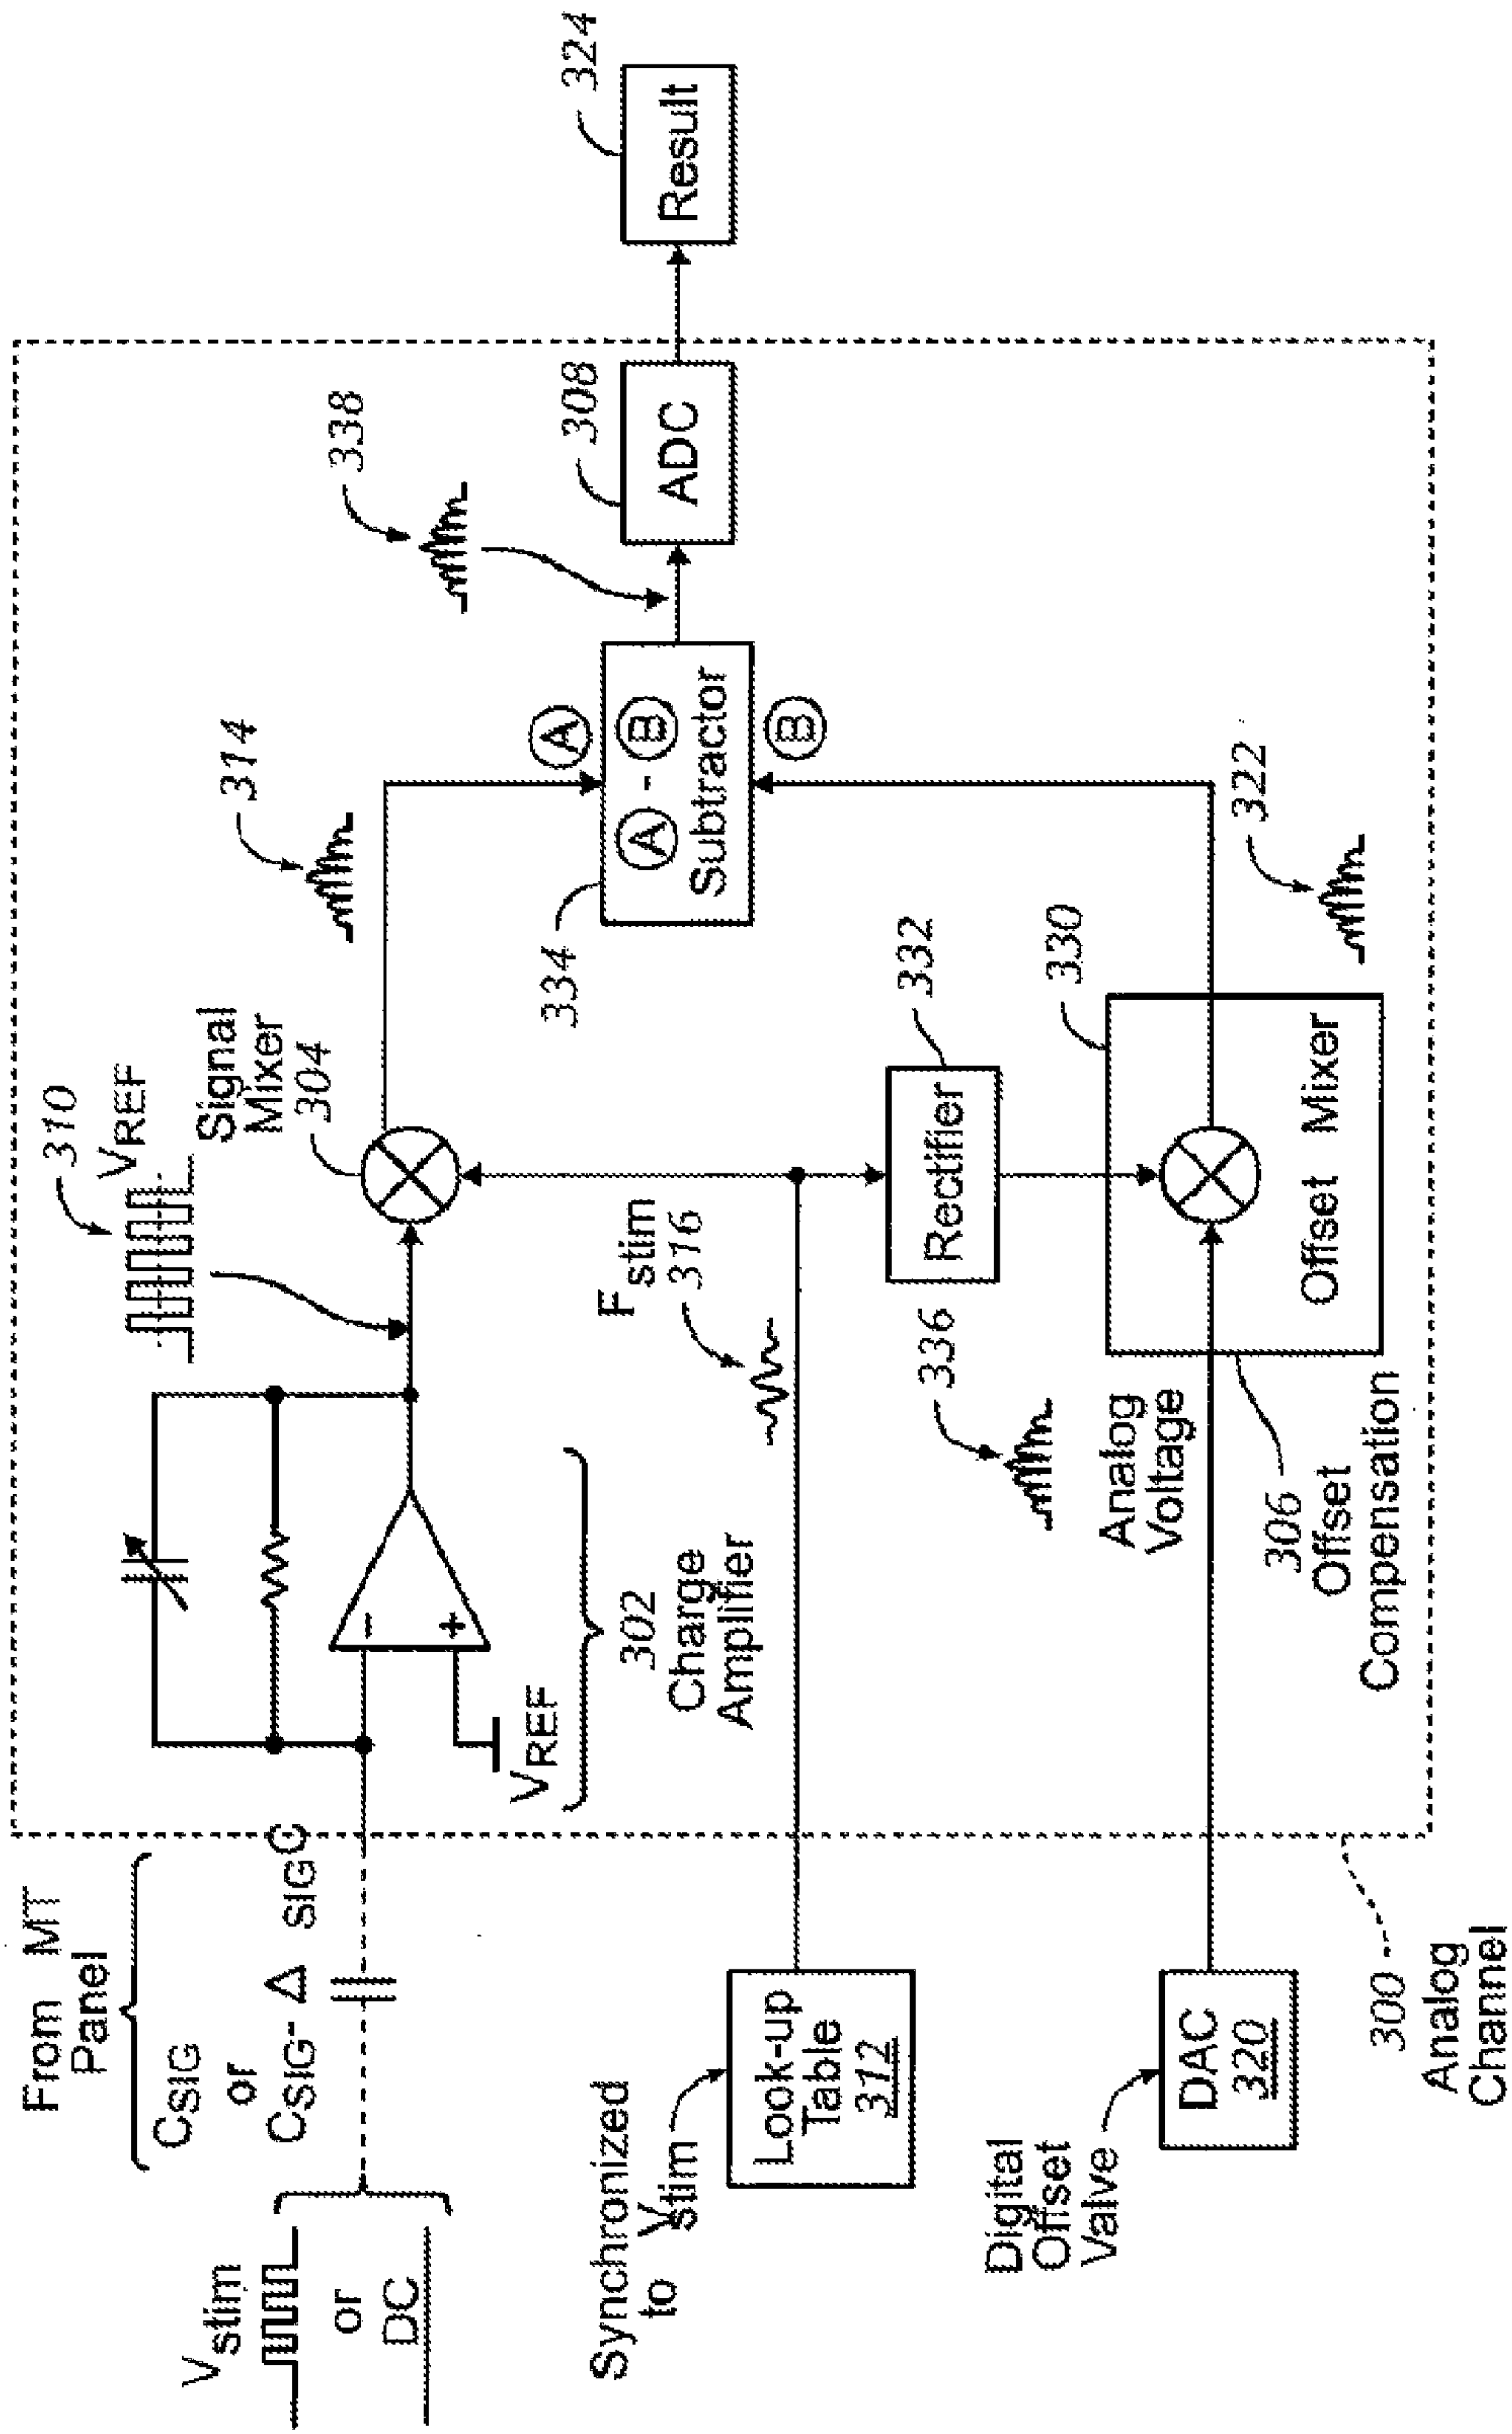 From MT
Panel
CSIG
or
CSIG- Δ SIGC
Vstim
or
DC
VREF
302
Charge
Amplifier
310
VREF
Signal
Mixer
304
314
A
A - B
Subtractor
B
334
338
308
ADC
324
Result
Synchronized
to Vstim
Look-up
Table
312
Fstim
316
Rectifier
332
336
Digital
Offset
Valve
DAC
320
Analog
Voltage
306
Offset
Compensation
Offset Mixer
330
322
300
Analog
Channel